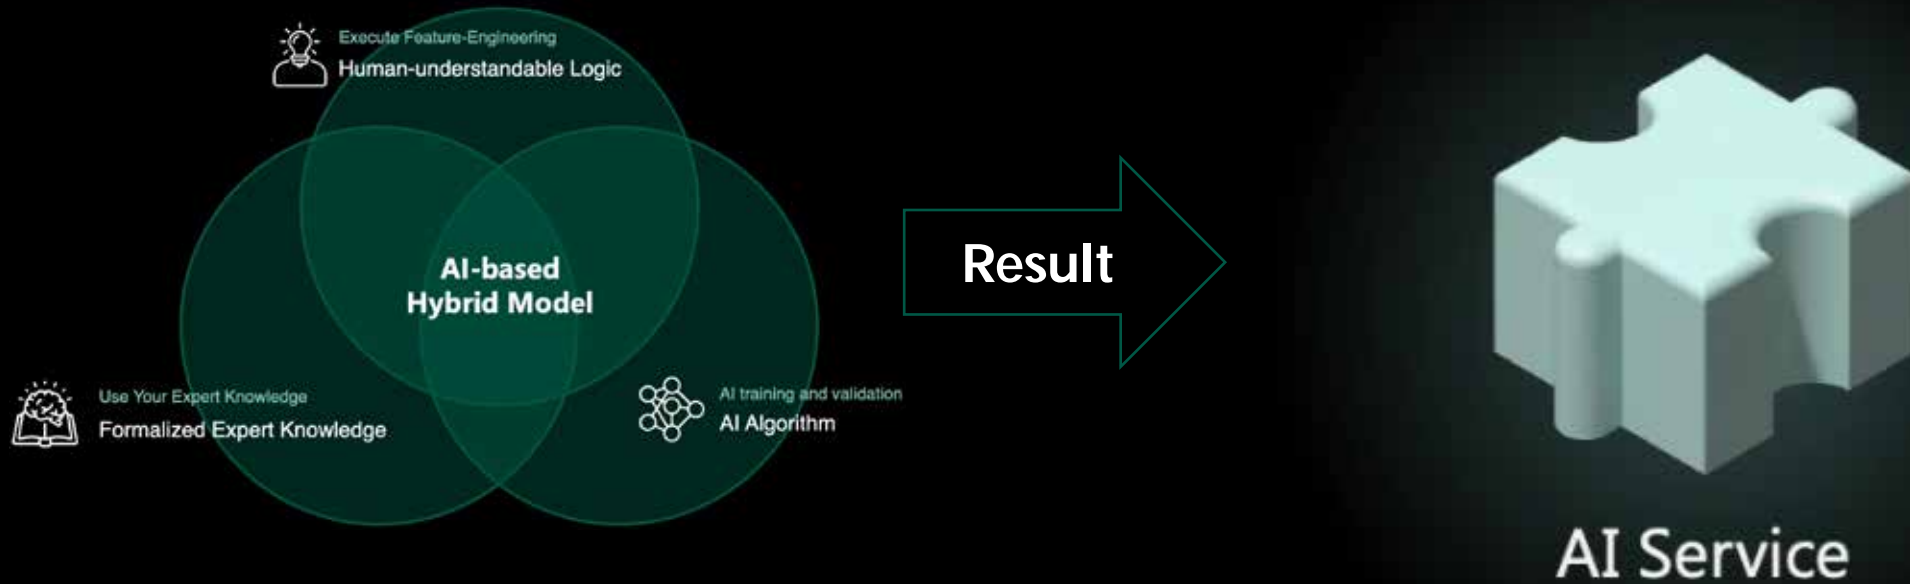 Execute Feature-Engineering
Human-understandable Logic
AI-based
Hybrid Model
Use Your Expert Knowledge
Formalized Expert Knowledge
AI training and validation
AI Algorithm
Result
AI Service